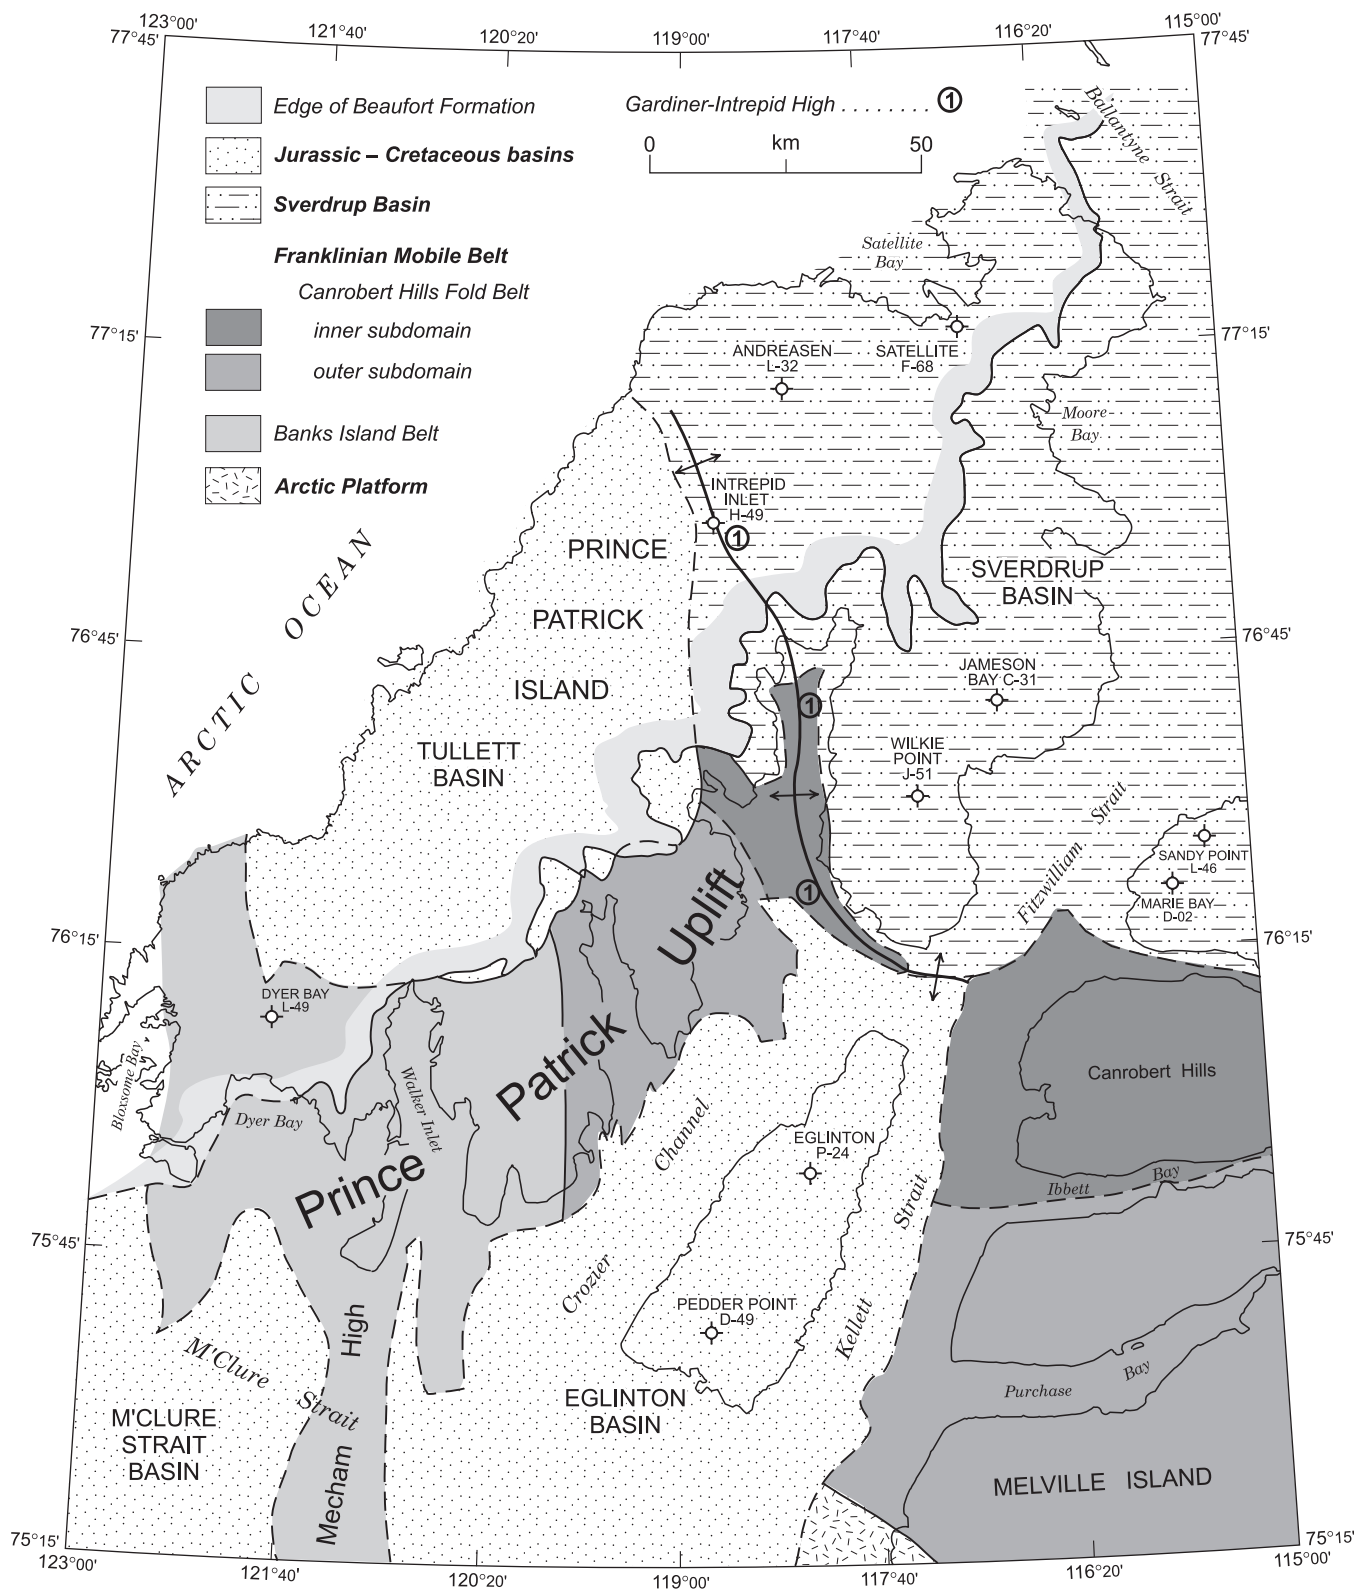 123°00'
121°40'
120°20'
119°00'
117°40'
116°20'
115°00'
77°45'
77°45'
Edge of Beaufort Formation
Jurassic – Cretaceous basins
Sverdrup Basin
Franklinian Mobile Belt
Canrobert Hills Fold Belt
inner subdomain
outer subdomain
Banks Island Belt
Arctic Platform
Gardiner-Intrepid High ........ 1
0 km 50
Ballantyne Strait
Satellite
Bay
77°15'
77°15'
ANDREASEN
L-32
SATELLITE
F-68
Moore
Bay
INTREPID
INLET
H-49
1
ARCTIC OCEAN
PRINCE
PATRICK
ISLAND
SVERDRUP
BASIN
76°45'
76°45'
JAMESON
BAY C-31
1
TULLETT
BASIN
WILKIE
POINT
J-51
Fitzwilliam Strait
SANDY POINT
L-46
MARIE BAY
D-02
1
76°15'
76°15'
Prince Patrick Uplift
DYER BAY
L-49
Bloxsome Bay
Dyer Bay
Walker Inlet
Canrobert Hills
Crozier Channel
EGLINTON
P-24
Ibbett Bay
Kellett Strait
75°45'
75°45'
PEDDER POINT
D-49
M'Clure Strait
Mecham High
Purchase Bay
EGLINTON
BASIN
M'CLURE
STRAIT
BASIN
MELVILLE ISLAND
75°15'
75°15'
123°00'
121°40'
120°20'
119°00'
117°40'
116°20'
115°00'